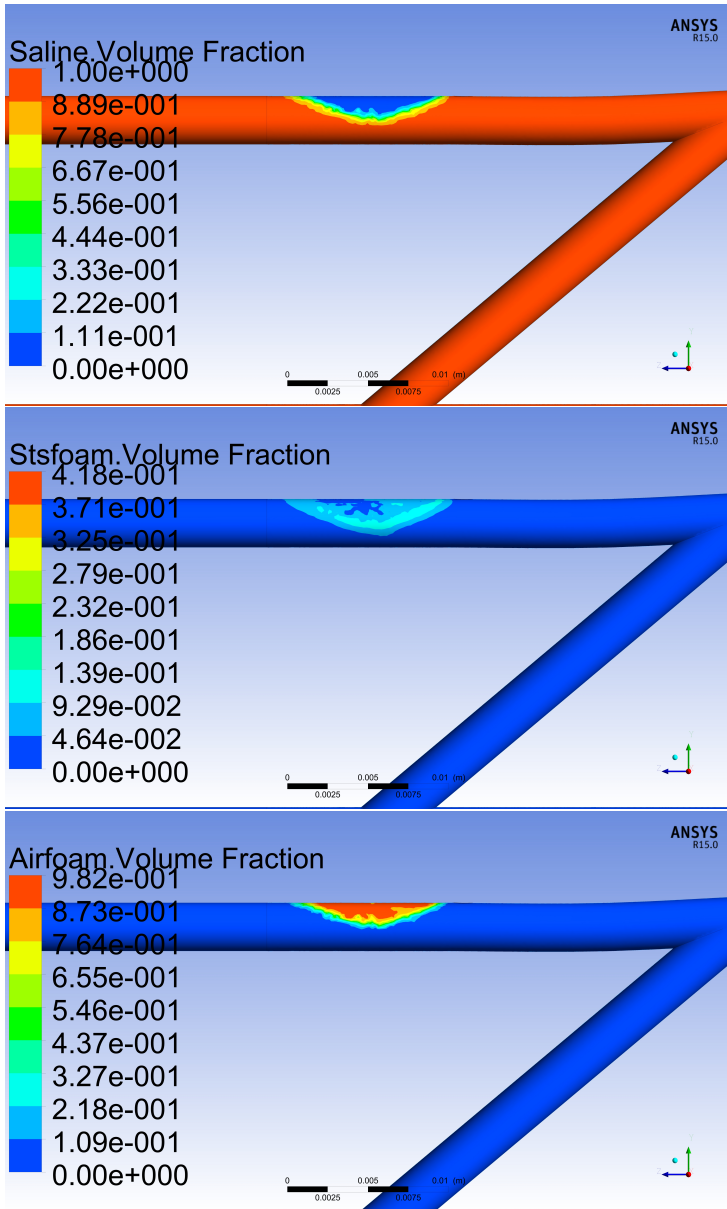 ANSYS
R15.0
Saline.Volume Fraction
1.00e+000
8.89e-001
7.78e-001
6.67e-001
5.56e-001
4.44e-001
3.33e-001
2.22e-001
1.11e-001
0.00e+000
0 0.005 0.01 (m)
0.0025 0.0075
ANSYS
R15.0
Stsfoam.Volume Fraction
4.18e-001
3.71e-001
3.25e-001
2.79e-001
2.32e-001
1.86e-001
1.39e-001
9.29e-002
4.64e-002
0.00e+000
0 0.005 0.01 (m)
0.0025 0.0075
ANSYS
R15.0
Airfoam.Volume Fraction
9.82e-001
8.73e-001
7.64e-001
6.55e-001
5.46e-001
4.37e-001
3.27e-001
2.18e-001
1.09e-001
0.00e+000
0 0.005 0.01 (m)
0.0025 0.0075